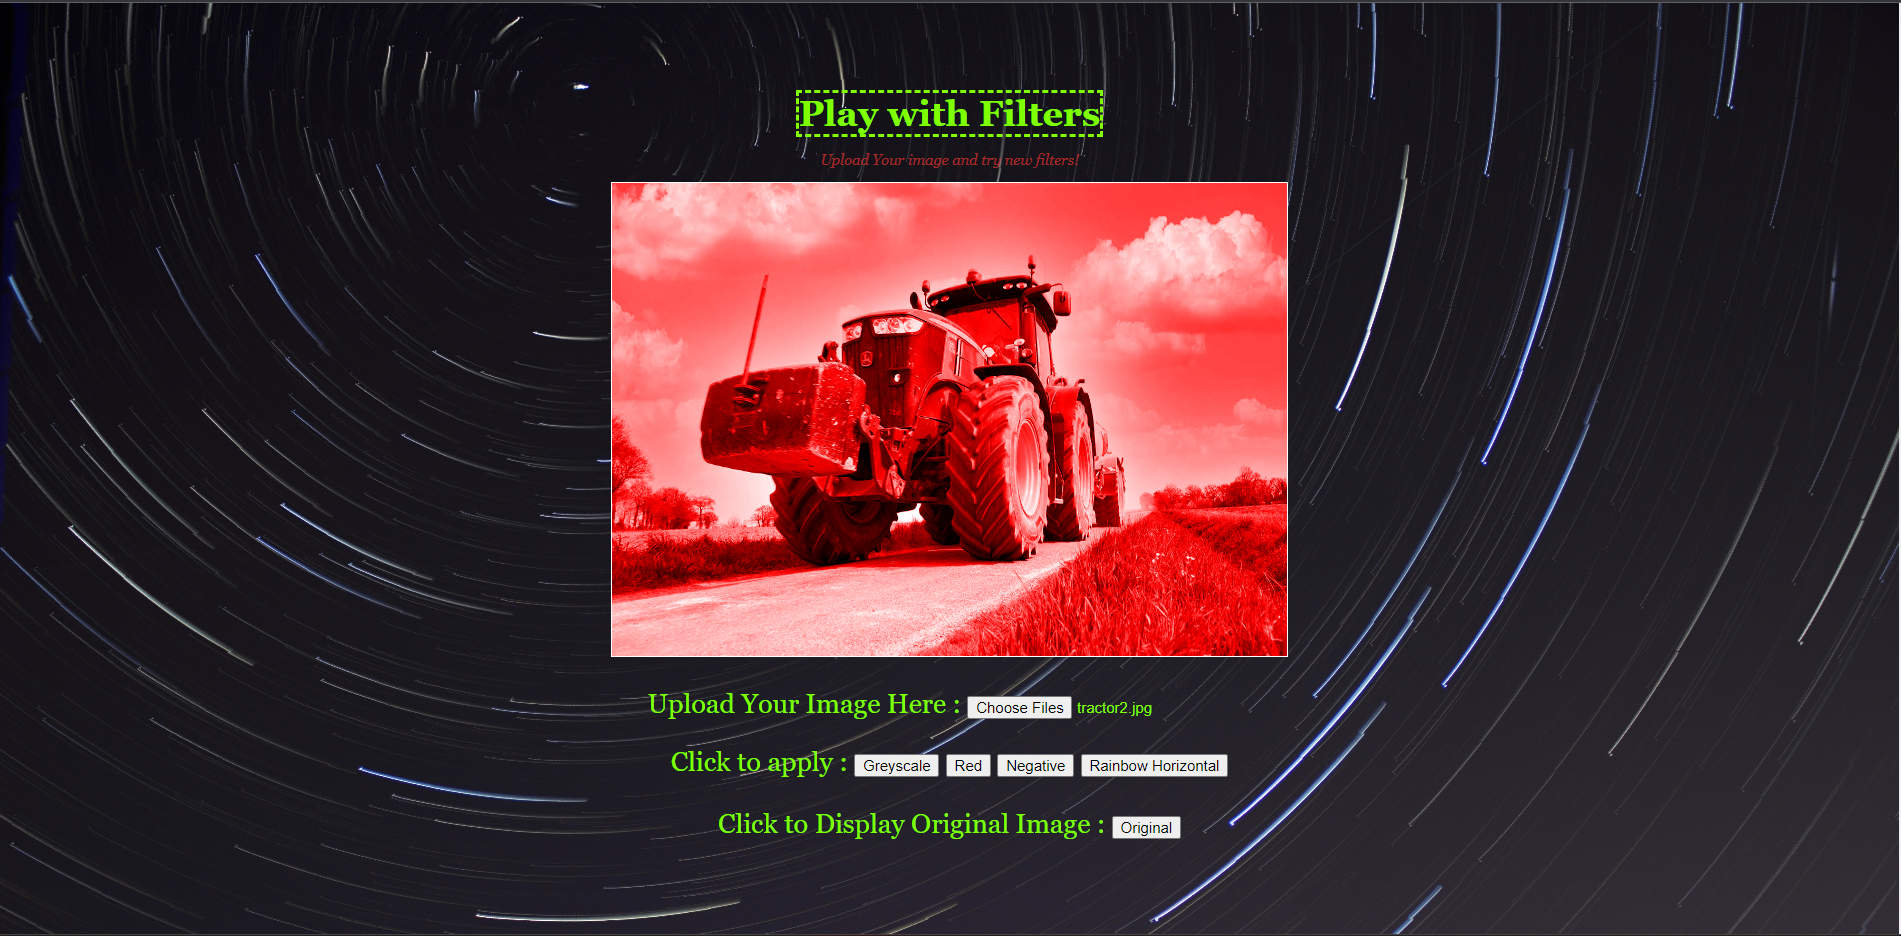 Play with Filters
Upload Your image and try new filters!
Upload Your Image Here : Choose Files tractor2.jpg
Click to apply : Greyscale Red Negative Rainbow Horizontal
Click to Display Original Image : Original